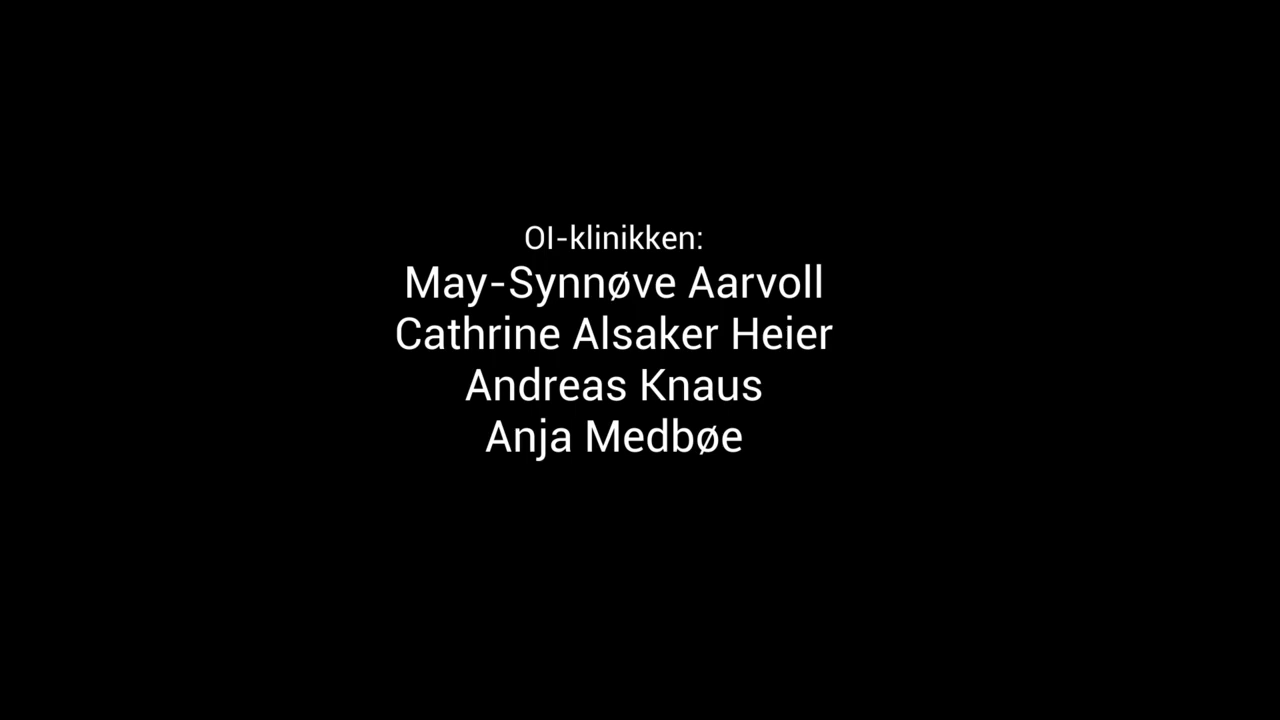 OI-klinikken:
May-Synnøve Aarvoll
Cathrine Alsaker Heier
Andreas Knaus
Anja Medbøe